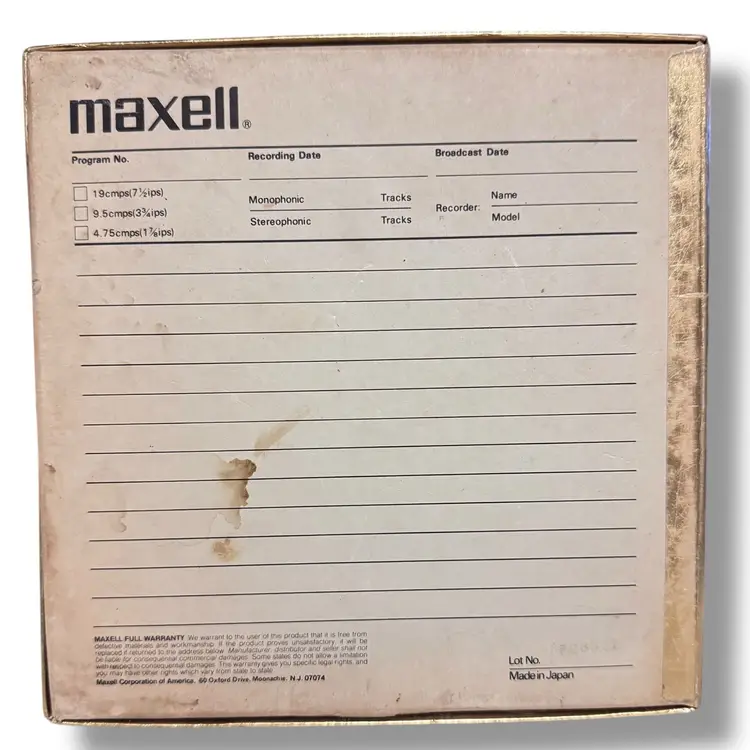 maxell®
Program No. Recording Date Broadcast Date
19cmps(7½ips)
9.5cmps(3¾ips)
4.75cmps(1⅞ips)
Monophonic Tracks
Stereophonic Tracks
Recorder:
Name
Model
MAXELL FULL WARRANTY We warrant to the user of this product that it is free from
defective materials and workmanship. If the product proves unsatisfactory, it will be
replaced if returned to the address below. Manufacturer, distributor and seller shall not
be liable for consequential commercial damages. Some states do not allow a limitation
with respect to consequential damages. This warranty gives you specific legal rights, and
you may have other rights which vary from state to state.
Maxell Corporation of America. 60 Oxford Drive, Moonachie. N.J. 07074
Lot No.
Made in Japan